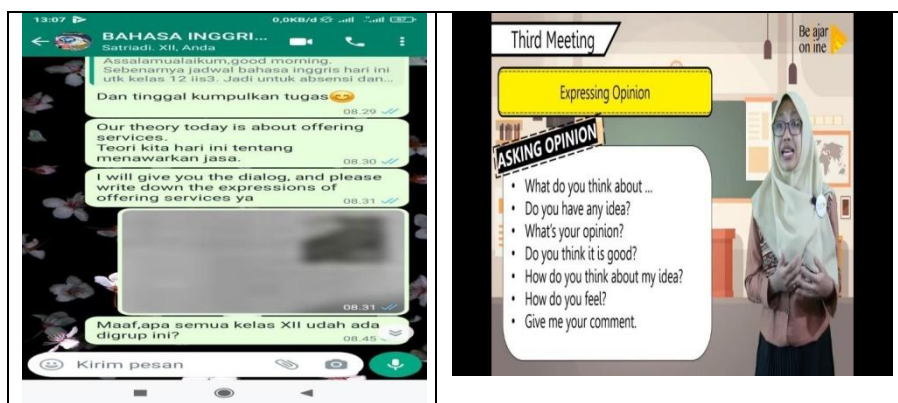 13:07
0,0KB/d
BAHASA INGGRI...
Satriadi. XII, Anda
Assalamualaikum,good morning.
Sebenarnya jadwal bahasa inggris hari ini
utk kelas 12 iis3. Jadi untuk absensi dan...
Dan tinggal kumpulkan tugas
08.29
Our theory today is about offering
services.
Teori kita hari ini tentang
menawarkan jasa.
08.30
I will give you the dialog, and please
write down the expressions of
offering services ya
08.31
08.31
Maaf,apa semua kelas XII udah ada
digrup ini?
08.45
Kirim pesan
Third Meeting
Be ajar
on ine
Expressing Opinion
ASKING OPINION
• What do you think about ...
• Do you have any idea?
• What's your opinion?
• Do you think it is good?
• How do you think about my idea?
• How do you feel?
• Give me your comment.